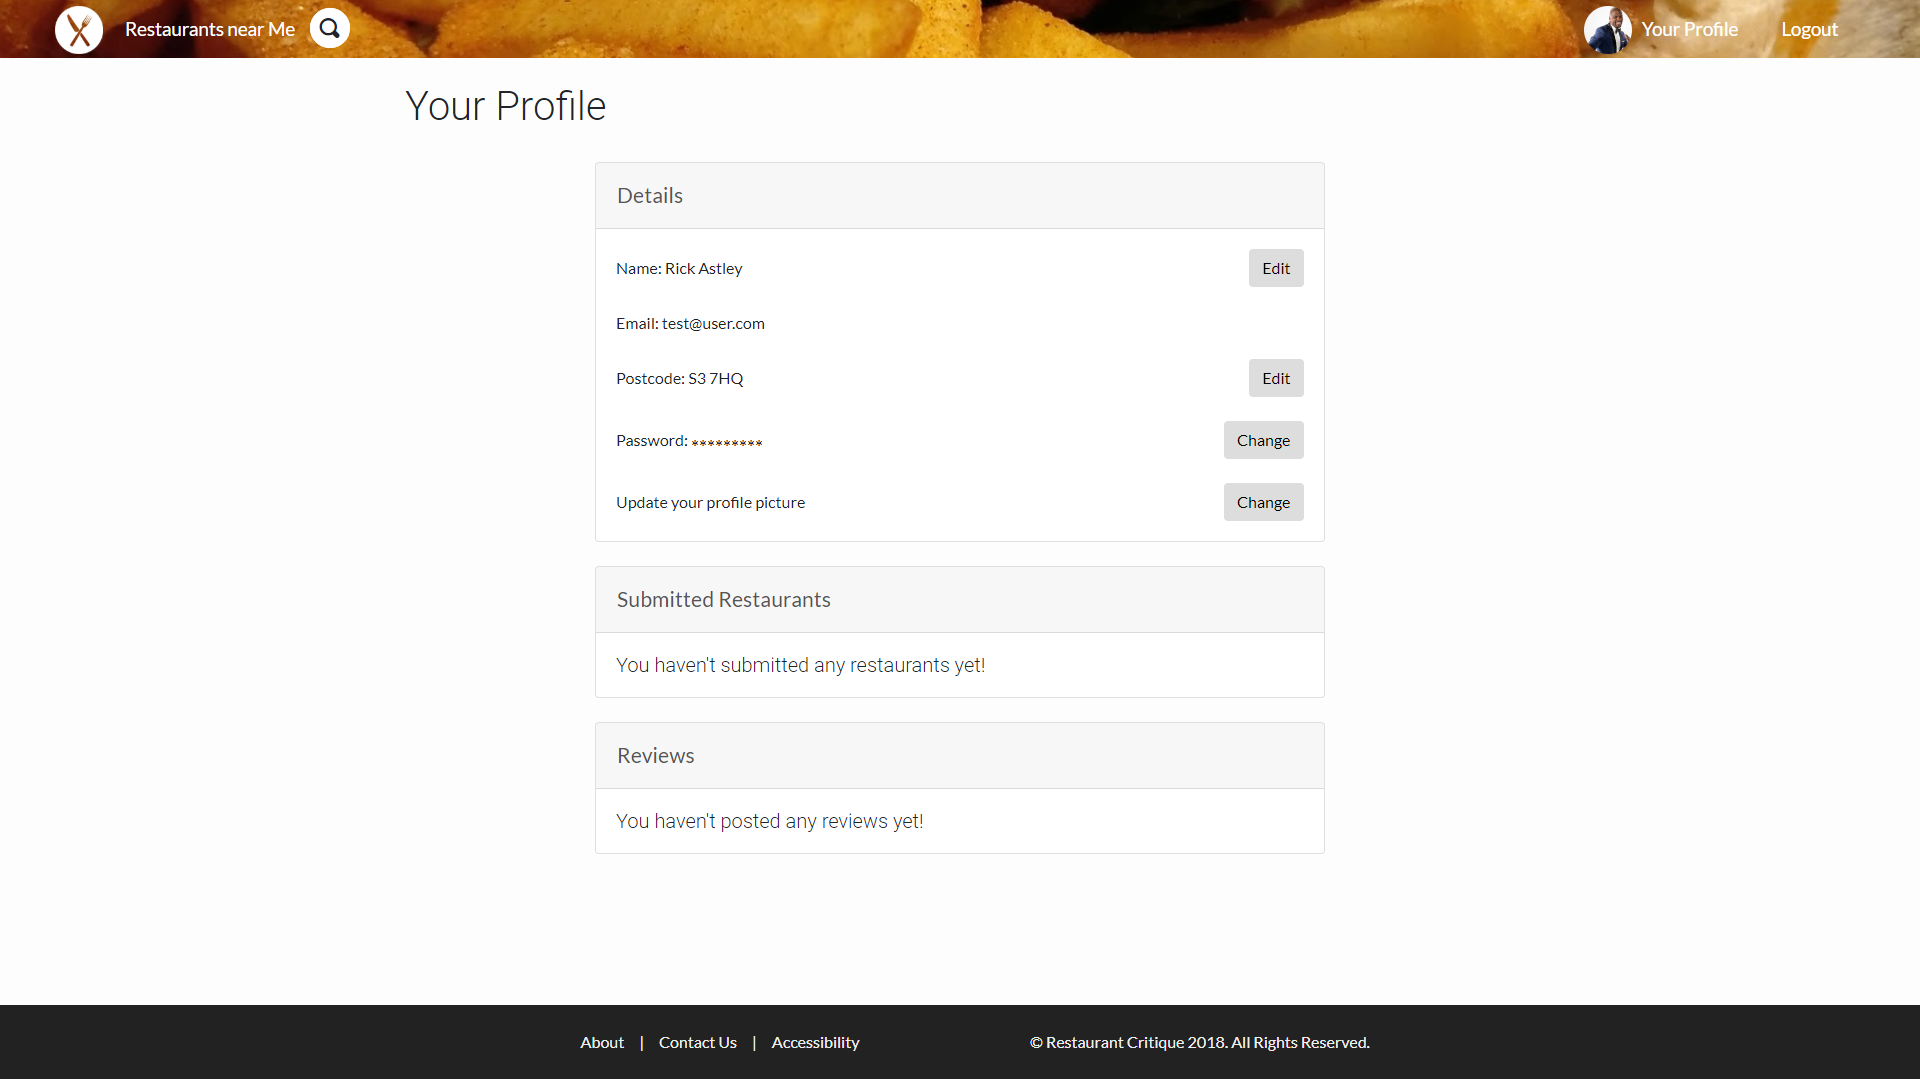 Restaurants near Me
Your Profile
Logout
Your Profile
Details
Name: Rick Astley
Edit
Email: test@user.com
Postcode: S3 7HQ
Edit
Password: *********
Change
Update your profile picture
Change
Submitted Restaurants
You haven't submitted any restaurants yet!
Reviews
You haven't posted any reviews yet!
About | Contact Us | Accessibility
© Restaurant Critique 2018. All Rights Reserved.